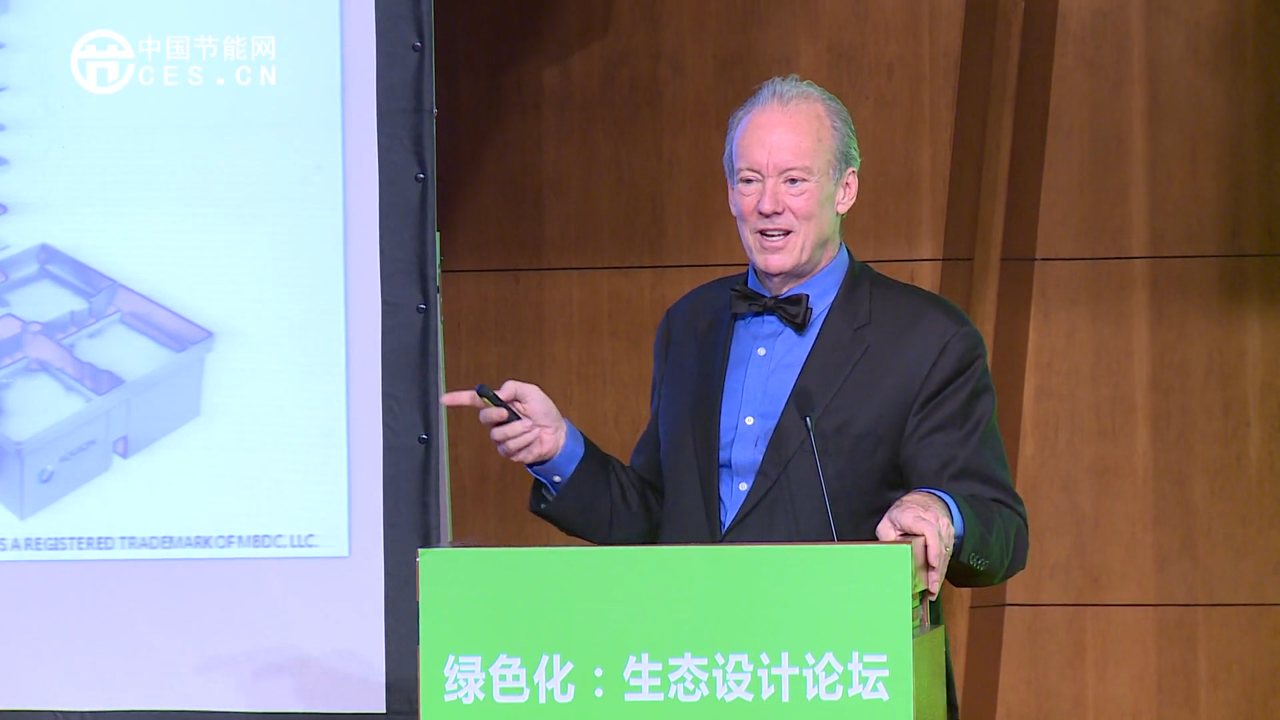 中国节能网
CES.CN
S A REGISTERED TRADEMARK OF MBDC, LLC.
绿色化：生态设计论坛